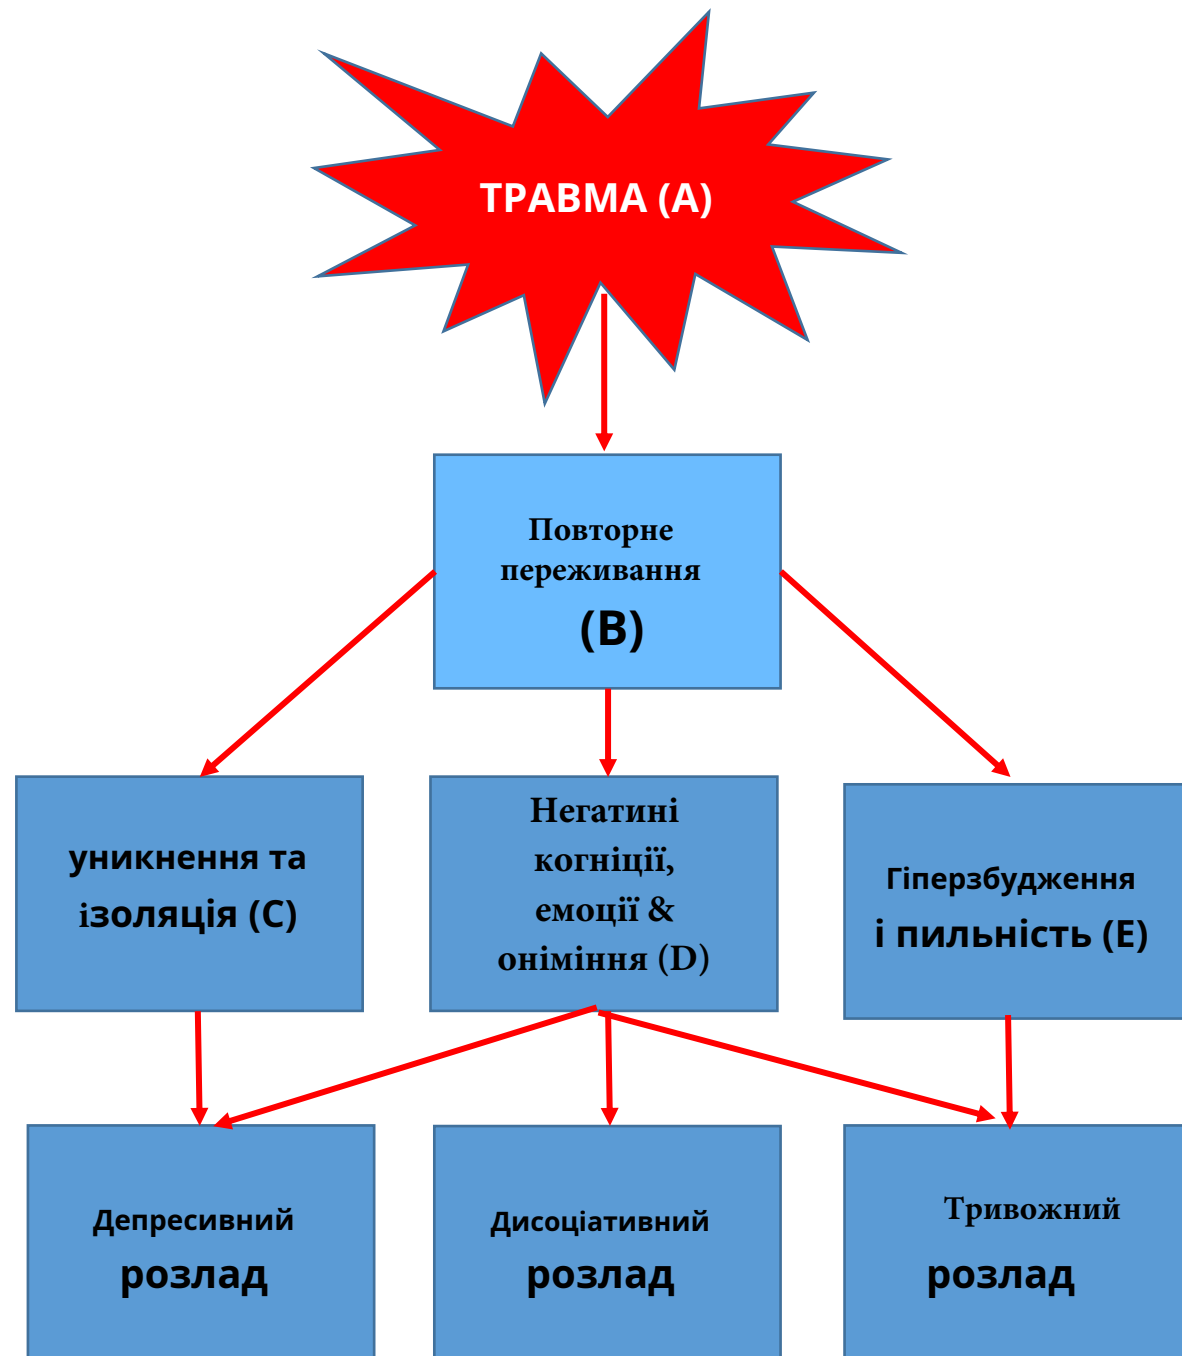 ТРАВМА (A)
Повторне
переживання
(B)
уникнення та
ізоляція (C)
Негатині
когніції,
емоції &
оніміння (D)
Гіперзбудження
і пильність (E)
Депресивний
розлад
Дисоціативний
розлад
Тривожний
розлад